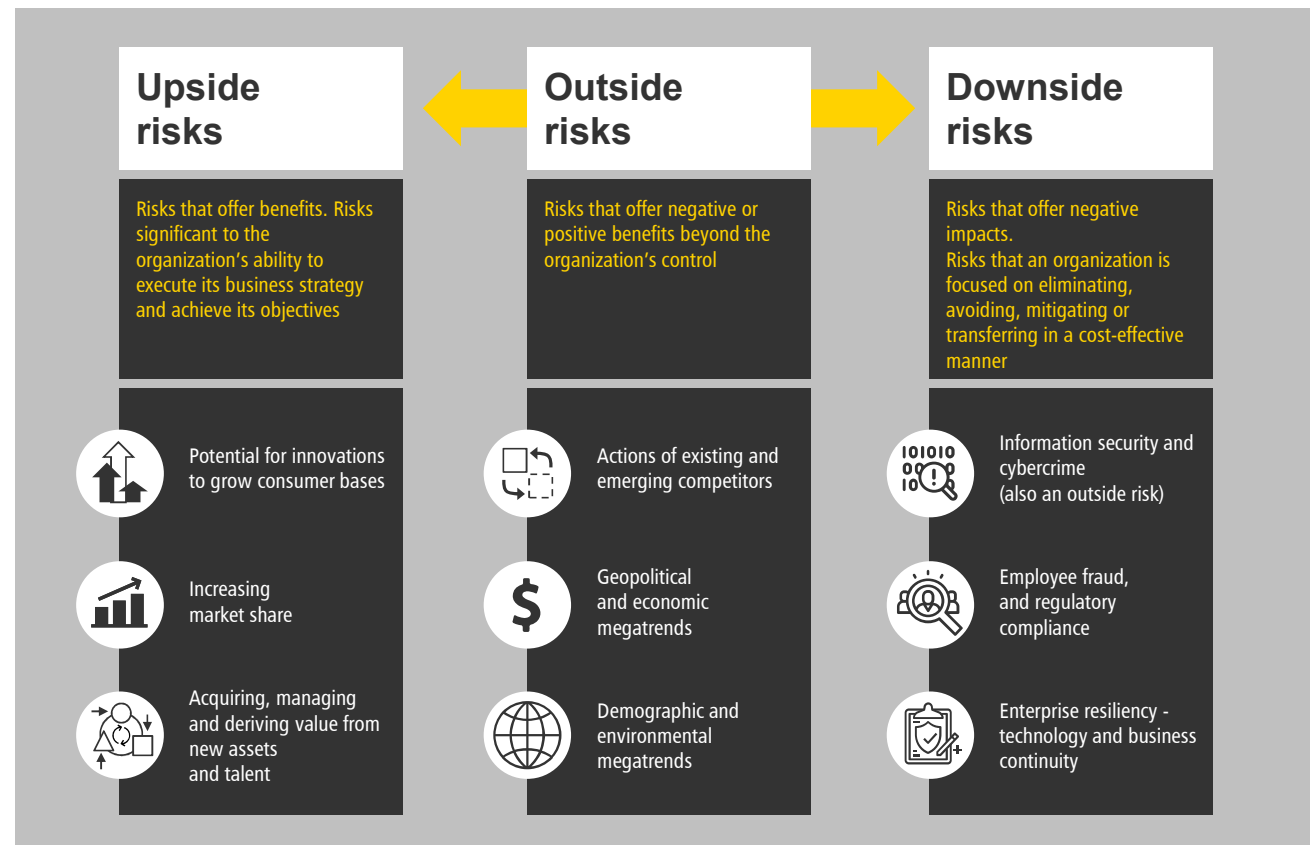 Upside
risks
Risks that offer benefits. Risks
significant to the
organization's ability to
execute its business strategy
and achieve its objectives
Potential for innovations
to grow consumer bases
Increasing
market share
Acquiring, managing
and deriving value from
new assets
and talent
Outside
risks
Risks that offer negative or
positive benefits beyond the
organization's control
Actions of existing and
emerging competitors
$
Geopolitical
and economic
megatrends
Demographic and
environmental
megatrends
Downside
risks
Risks that offer negative
impacts.
Risks that an organization is
focused on eliminating,
avoiding, mitigating or
transferring in a cost-effective
manner
101010
Information security and
cybercrime
(also an outside risk)
Employee fraud,
and regulatory
compliance
Enterprise resiliency -
technology and business
continuity